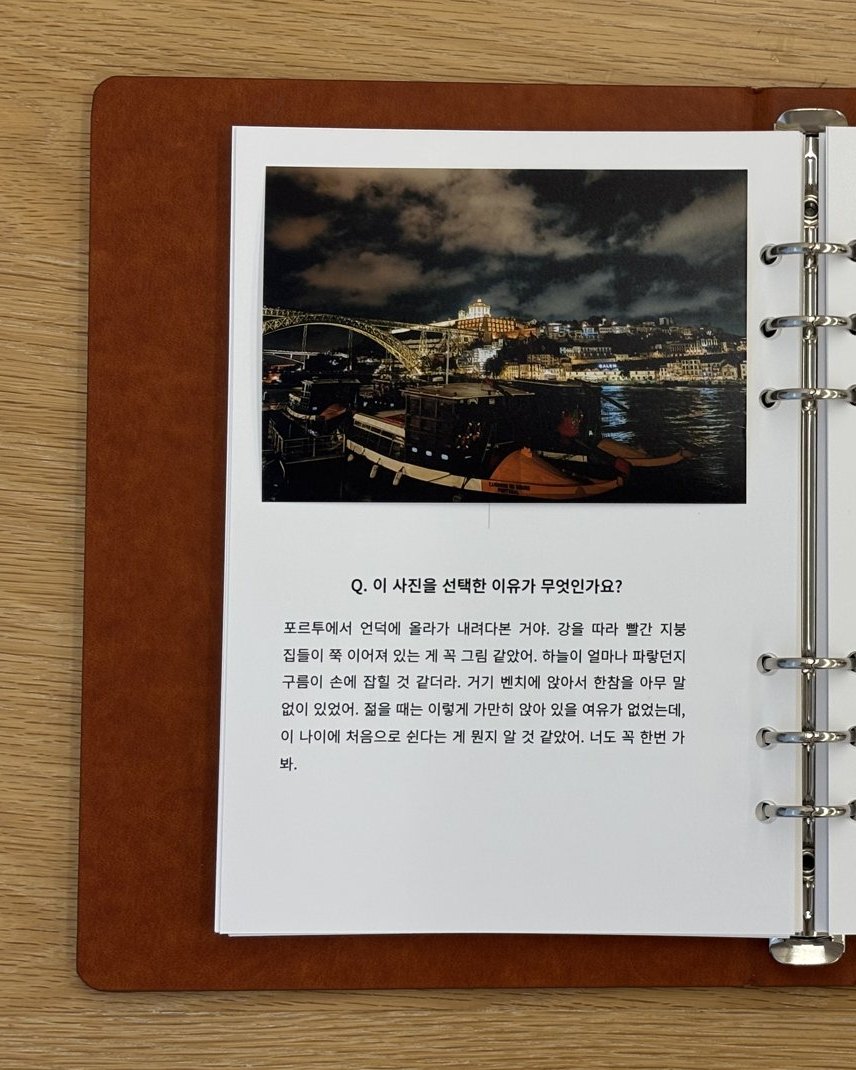 Q. 이 사진을 선택한 이유가 무엇인가요?
포르투에서 언덕에 올라가 내려다본 거야. 강을 따라 빨간 지붕
집들이 쭉 이어져 있는 게 꼭 그림 같았어. 하늘이 얼마나 파랗던지
구름이 손에 잡힐 것 같더라. 거기 벤치에 앉아서 한참을 아무 말
없이 있었어. 젊을 때는 이렇게 가만히 앉아 있을 여유가 없었는데,
이 나이에 처음으로 쉰다는 게 뭔지 알 것 같았어. 너도 꼭 한번 가
봐.